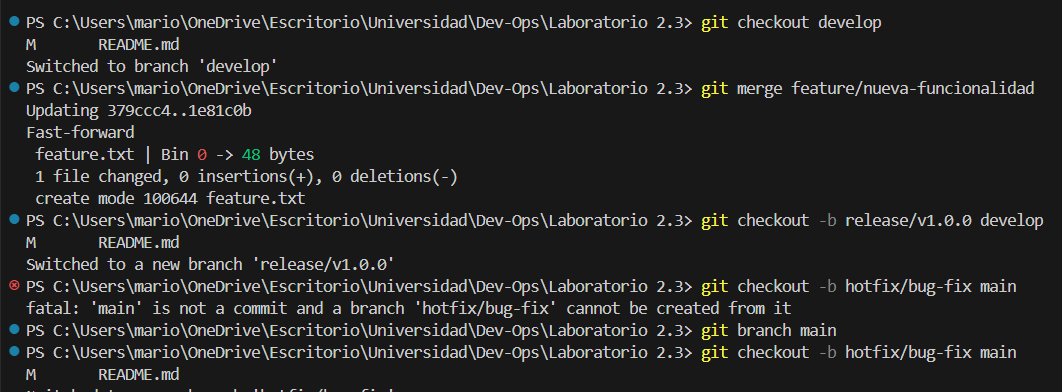 PS C:\Users\mario\OneDrive\Escritorio\Universidad\Dev-Ops\Laboratorio 2.3> git checkout develop
M       README.md
Switched to branch 'develop'
PS C:\Users\mario\OneDrive\Escritorio\Universidad\Dev-Ops\Laboratorio 2.3> git merge feature/nueva-funcionalidad
Updating 379ccc4..1e81c0b
Fast-forward
 feature.txt | Bin 0 -> 48 bytes
 1 file changed, 0 insertions(+), 0 deletions(-)
 create mode 100644 feature.txt
PS C:\Users\mario\OneDrive\Escritorio\Universidad\Dev-Ops\Laboratorio 2.3> git checkout -b release/v1.0.0 develop
M       README.md
Switched to a new branch 'release/v1.0.0'
PS C:\Users\mario\OneDrive\Escritorio\Universidad\Dev-Ops\Laboratorio 2.3> git checkout -b hotfix/bug-fix main
fatal: 'main' is not a commit and a branch 'hotfix/bug-fix' cannot be created from it
PS C:\Users\mario\OneDrive\Escritorio\Universidad\Dev-Ops\Laboratorio 2.3> git branch main
PS C:\Users\mario\OneDrive\Escritorio\Universidad\Dev-Ops\Laboratorio 2.3> git checkout -b hotfix/bug-fix main
M       README.md